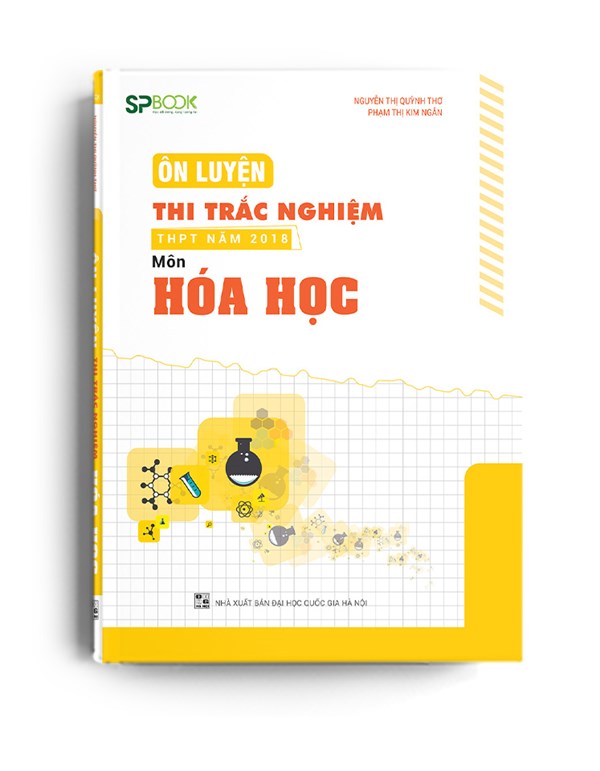 SPBOOK
NGUYỄN THỊ QUỲNH THƠ
PHẠM THỊ KIM NGÂN
ÔN LUYỆN
THI TRẮC NGHIỆM
THPT NĂM 2018
Môn
HÓA HỌC
NHÀ XUẤT BẢN ĐẠI HỌC QUỐC GIA HÀ NỘI